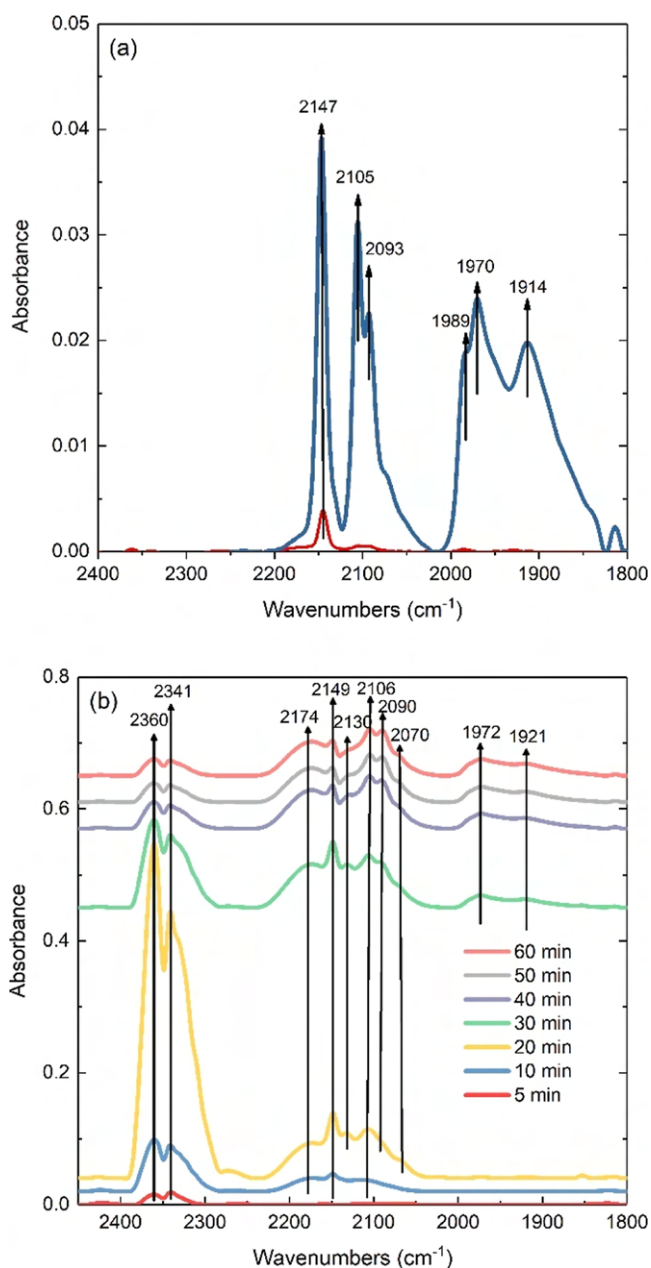 (a)
0.05
0.04
0.03
0.02
0.01
0.00
Absorbance
2147
2105
2093
1989
1970
1914
2400 2300 2200 2100 2000 1900 1800
Wavenumbers (cm⁻¹)
(b)
0.8
0.6
0.4
0.2
0.0
Absorbance
2360
2341
2174
2149
2130
2106
2090
2070
1972
1921
60 min
50 min
40 min
30 min
20 min
10 min
5 min
2400 2300 2200 2100 2000 1900 1800
Wavenumbers (cm⁻¹)